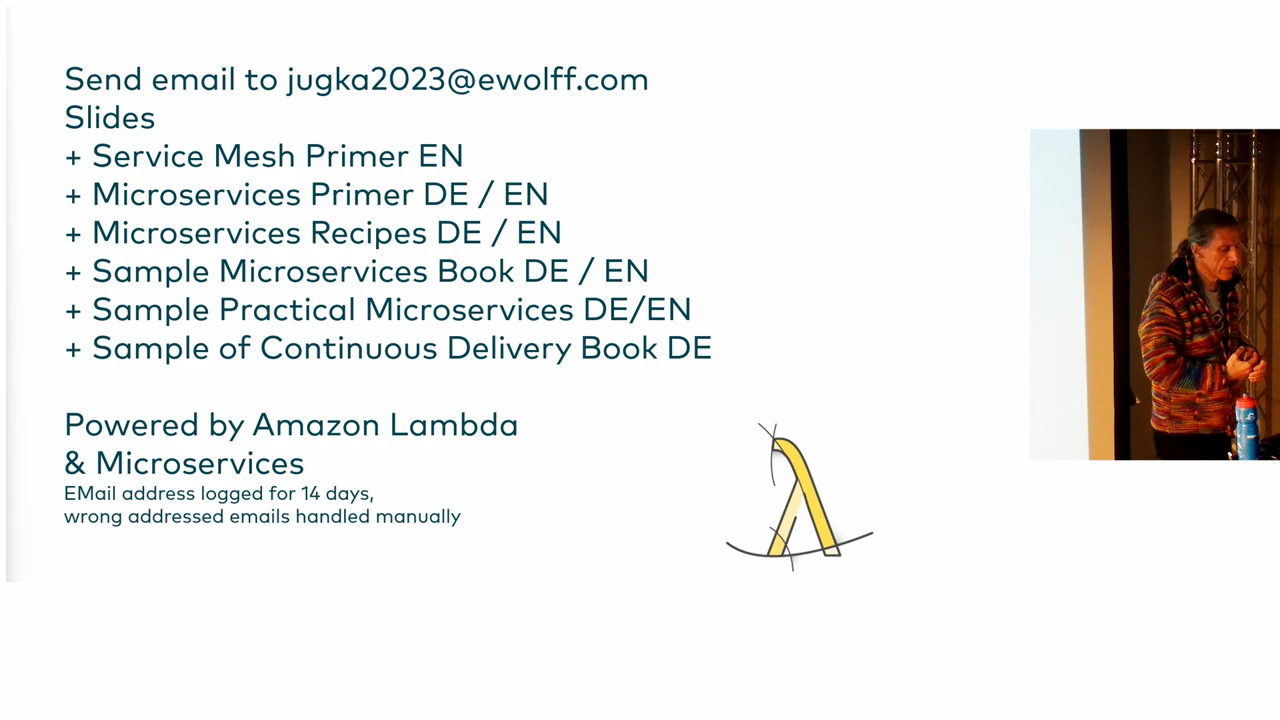 Send email to jugka2023@ewolff.com
Slides
+ Service Mesh Primer EN
+ Microservices Primer DE / EN
+ Microservices Recipes DE / EN
+ Sample Microservices Book DE / EN
+ Sample Practical Microservices DE/EN
+ Sample of Continuous Delivery Book DE
Powered by Amazon Lambda
& Microservices
EMail address logged for 14 days,
wrong addressed emails handled manually